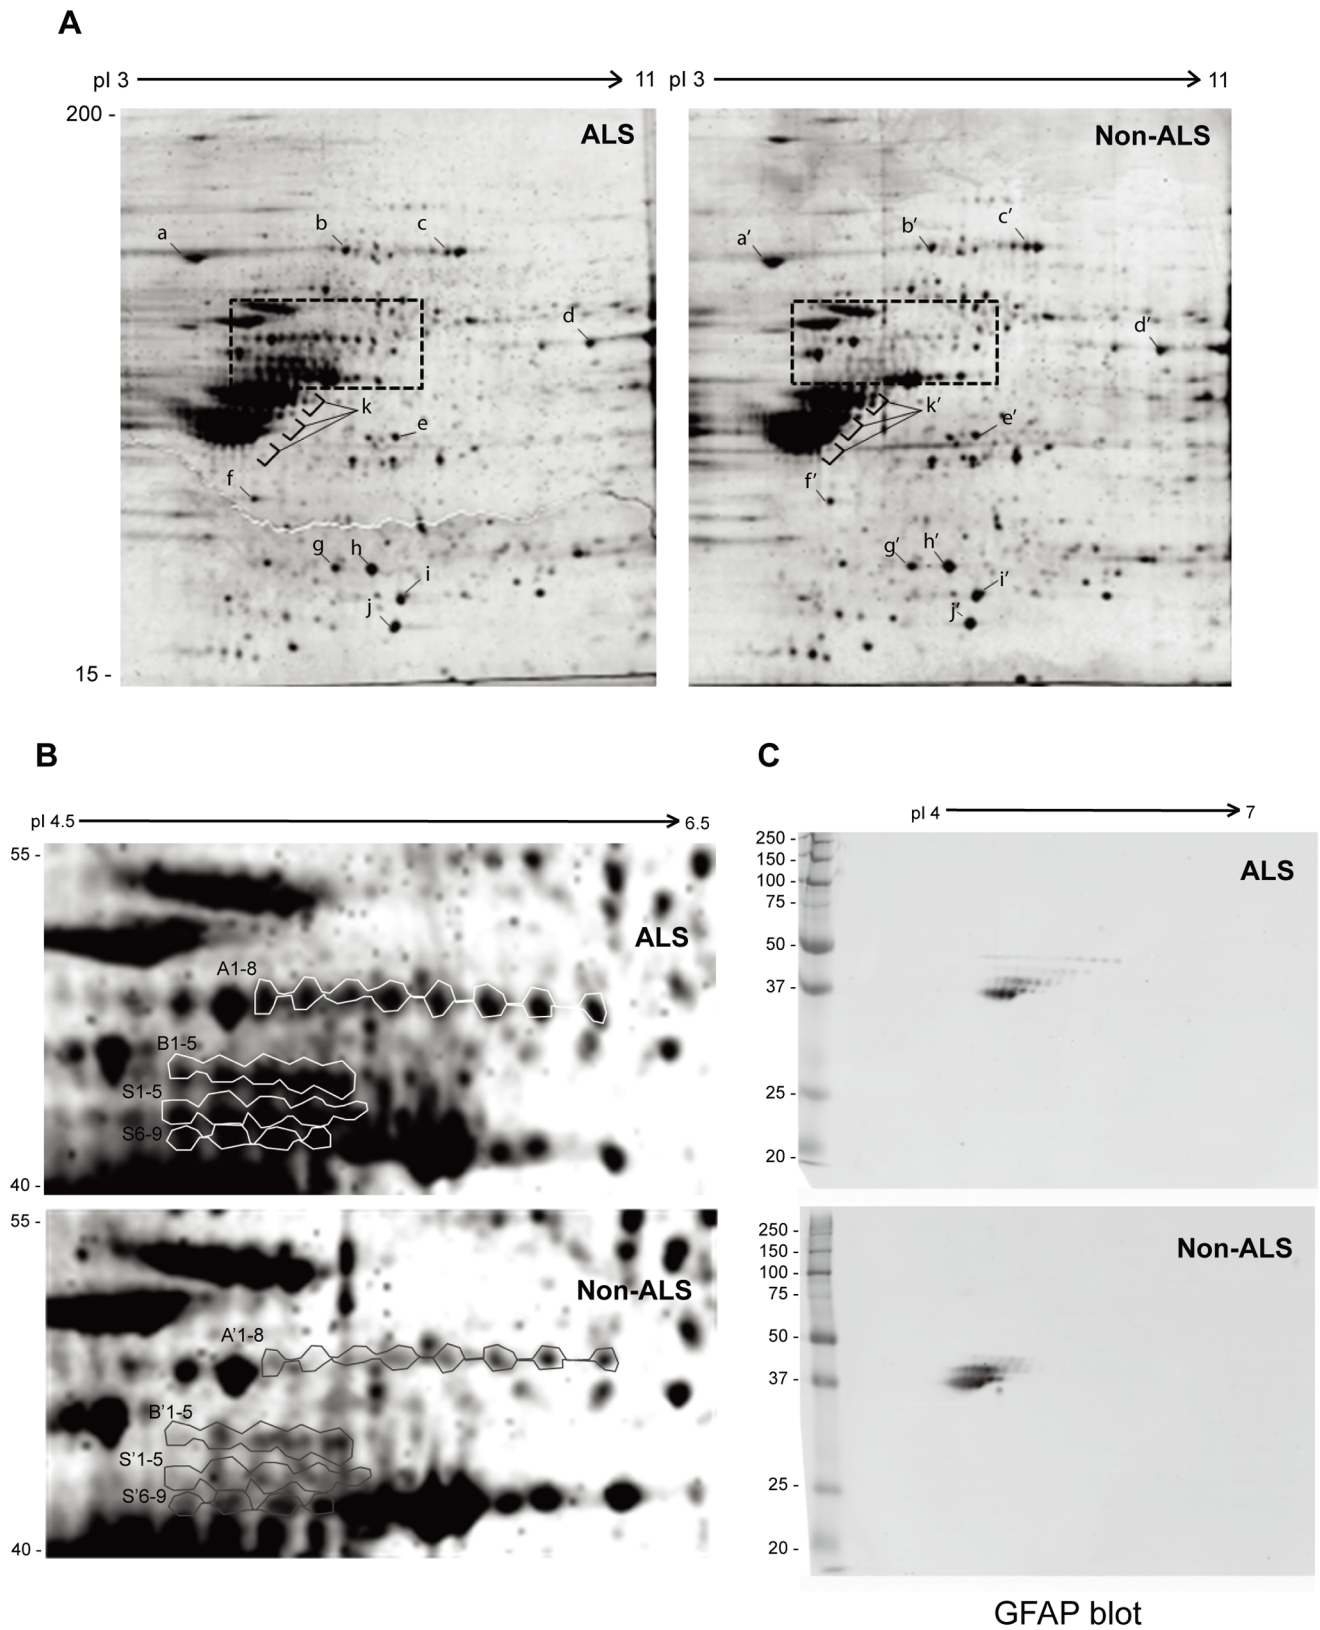 A
pI 3 11 pI 3 11
200 -
ALS Non-ALS
a b c a′ b′ c′
d d′
k k′
e e′
f f′
g h g′ h′
i i′
j j′
15 -
B
pI 4.5 6.5
55 -
ALS
A1-8
B1-5
S1-5
S6-9
40 -
55 -
Non-ALS
A'1-8
B'1-5
S'1-5
S'6-9
40 -
C
pI 4 7
250 -
150 -
100 -
75 -
50 -
37 -
25 -
20 -
ALS
250 -
150 -
100 -
75 -
50 -
37 -
25 -
20 -
Non-ALS
GFAP blot